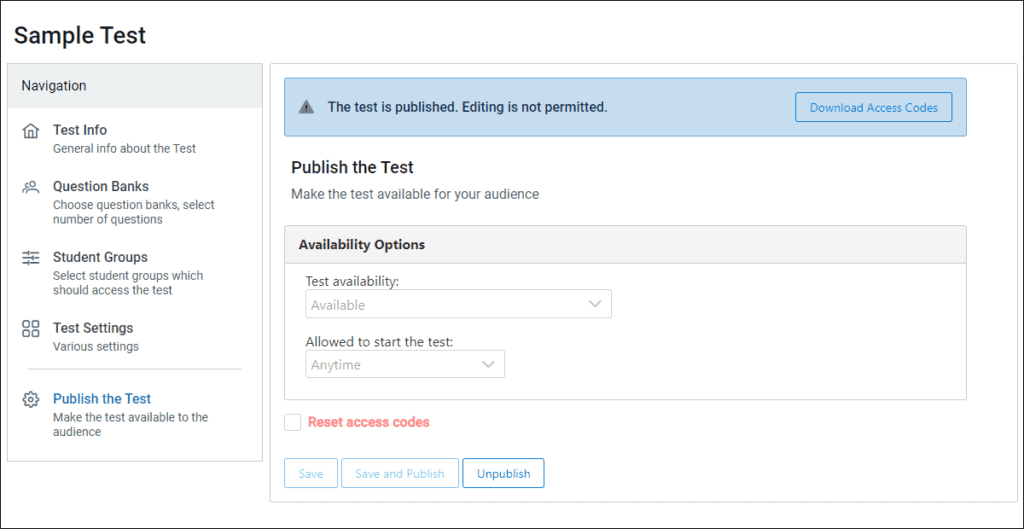 Sample Test
Navigation
Test Info
General info about the Test
Question Banks
Choose question banks, select
number of questions
Student Groups
Select student groups which
should access the test
Test Settings
Various settings
Publish the Test
Make the test available to the
audience
The test is published. Editing is not permitted.
Download Access Codes
Publish the Test
Make the test available for your audience
Availability Options
Test availability:
Available
Allowed to start the test:
Anytime
Reset access codes
Save
Save and Publish
Unpublish